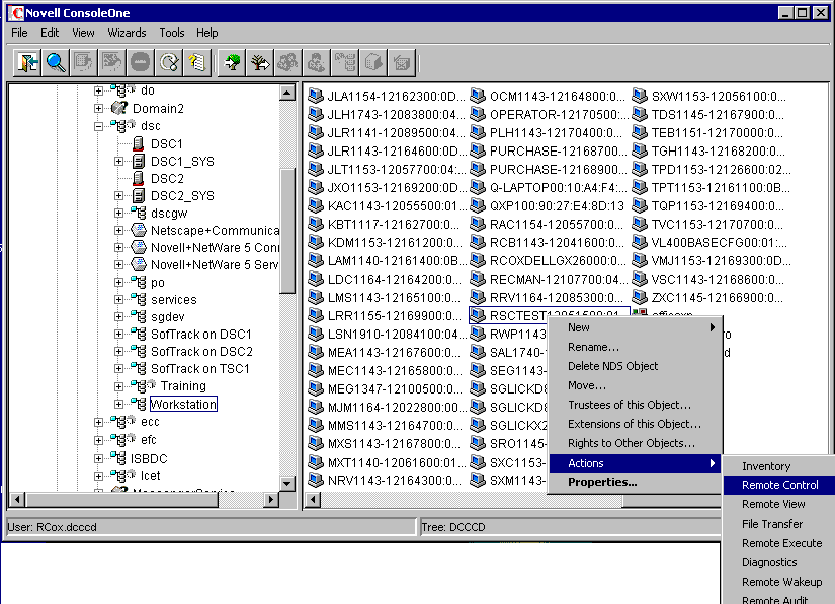 Novell ConsoleOne
File Edit View Wizards Tools Help
do
Domain2
dsc
DSC1
DSC1_SYS
DSC2
DSC2_SYS
dscgw
Netscape+Communica
Novell+NetWare 5 Conn
Novell+NetWare 5 Serv
po
services
sgdev
SofTrack on DSC1
SofTrack on DSC2
SofTrack on TSC1
Training
Workstation
ecc
efc
ISBDC
lcet
MessengerService
JLA1154-12162300:0D...
JLH1743-12083800:04...
JLR1141-12089500:04...
JLR1143-12164600:0D...
JLT1153-12057700:04:...
JXO1153-12169200:0D...
KAC1143-12055500:01...
KBT1117-12162700:0...
KDM1153-12161200:0...
LAM1140-12161400:0B...
LDC1164-12164200:0...
LMS1143-12165100:0...
LRR1155-12169900:0...
LSN1910-12084100:04...
MEA1143-12167600:0...
MEC1143-12165800:0...
MEG1347-12100500:0...
MJM1164-12022800:00...
MMS1143-12164700:0...
MXS1143-12167800:0...
MXT1140-12061600:01...
NRV1143-12164300:0...
OCM1143-12164800:0...
OPERATOR-12170500:...
PLH1143-12170400:0...
PURCHASE-12168700...
PURCHASE-12168900...
Q-LAPTOP00:10:A4:F4:...
QXP100:90:27:E4:8D:13
RAC1154-12055700:0...
RCB1143-12041600:0...
RCOXDELLGX26000:0...
RECMAN-12107700:04...
RRV1164-12085300:0...
RSCTEST12051500:01...
RWP1143
SAL1740-
SEG1143-
SGLICKD8
SGLICKD8
SGLICKX2
SRO1145-
SXC1153-
SXM1143-
SXW1153-12056100:0...
TDS1145-12167900:0...
TEB1151-12170000:0...
TGH1143-12168200:0...
TPD1153-12126600:02...
TPT1153-12161100:0B...
TQP1153-12169400:0...
TVC1153-12170700:0...
VL400BASECFG00:01:...
VMJ1153-12169300:0D...
VSC1143-12168600:0...
ZXC1145-12166900:0...
officexp
o
d
New
Rename...
Delete NDS Object
Move...
Trustees of this Object...
Extensions of this Object...
Rights to Other Objects...
Actions
Properties...
Inventory
Remote Control
Remote View
File Transfer
Remote Execute
Diagnostics
Remote Wakeup
Remote Audit
User: RCox.dcccd
Tree: DCCCD